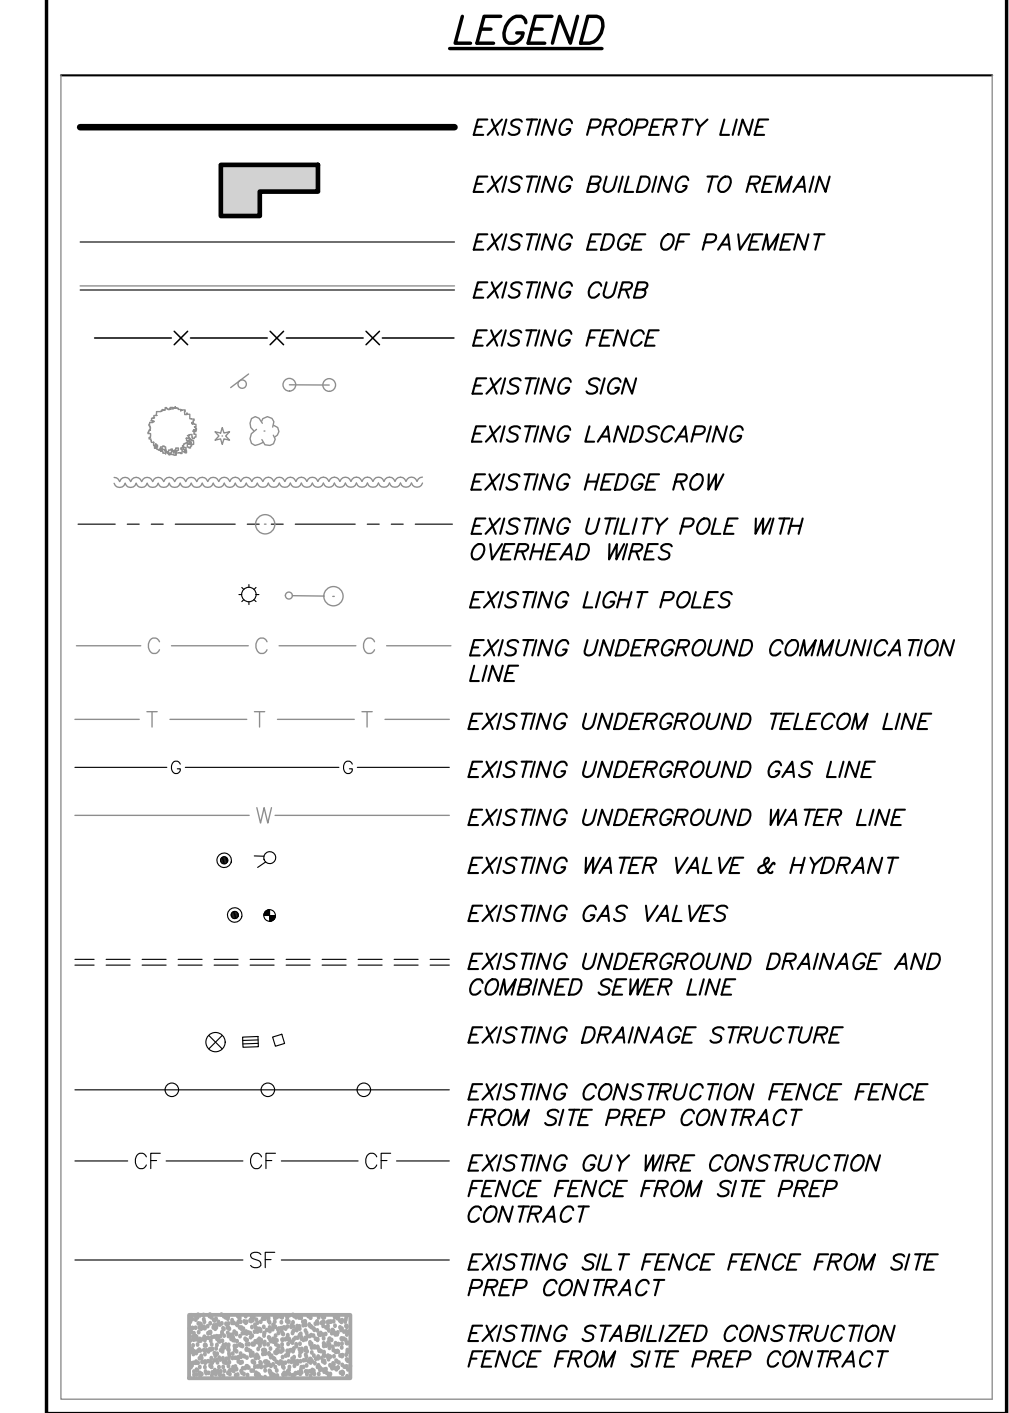 LEGEND
EXISTING PROPERTY LINE
EXISTING BUILDING TO REMAIN
EXISTING EDGE OF PAVEMENT
EXISTING CURB
EXISTING FENCE
EXISTING SIGN
EXISTING LANDSCAPING
EXISTING HEDGE ROW
EXISTING UTILITY POLE WITH
OVERHEAD WIRES
EXISTING LIGHT POLES
C C C EXISTING UNDERGROUND COMMUNICATION
LINE
T T T EXISTING UNDERGROUND TELECOM LINE
G G EXISTING UNDERGROUND GAS LINE
W EXISTING UNDERGROUND WATER LINE
EXISTING WATER VALVE & HYDRANT
EXISTING GAS VALVES
EXISTING UNDERGROUND DRAINAGE AND
COMBINED SEWER LINE
EXISTING DRAINAGE STRUCTURE
EXISTING CONSTRUCTION FENCE FENCE
FROM SITE PREP CONTRACT
CF CF CF EXISTING GUY WIRE CONSTRUCTION
FENCE FENCE FROM SITE PREP
CONTRACT
SF EXISTING SILT FENCE FENCE FROM SITE
PREP CONTRACT
EXISTING STABILIZED CONSTRUCTION
FENCE FROM SITE PREP CONTRACT